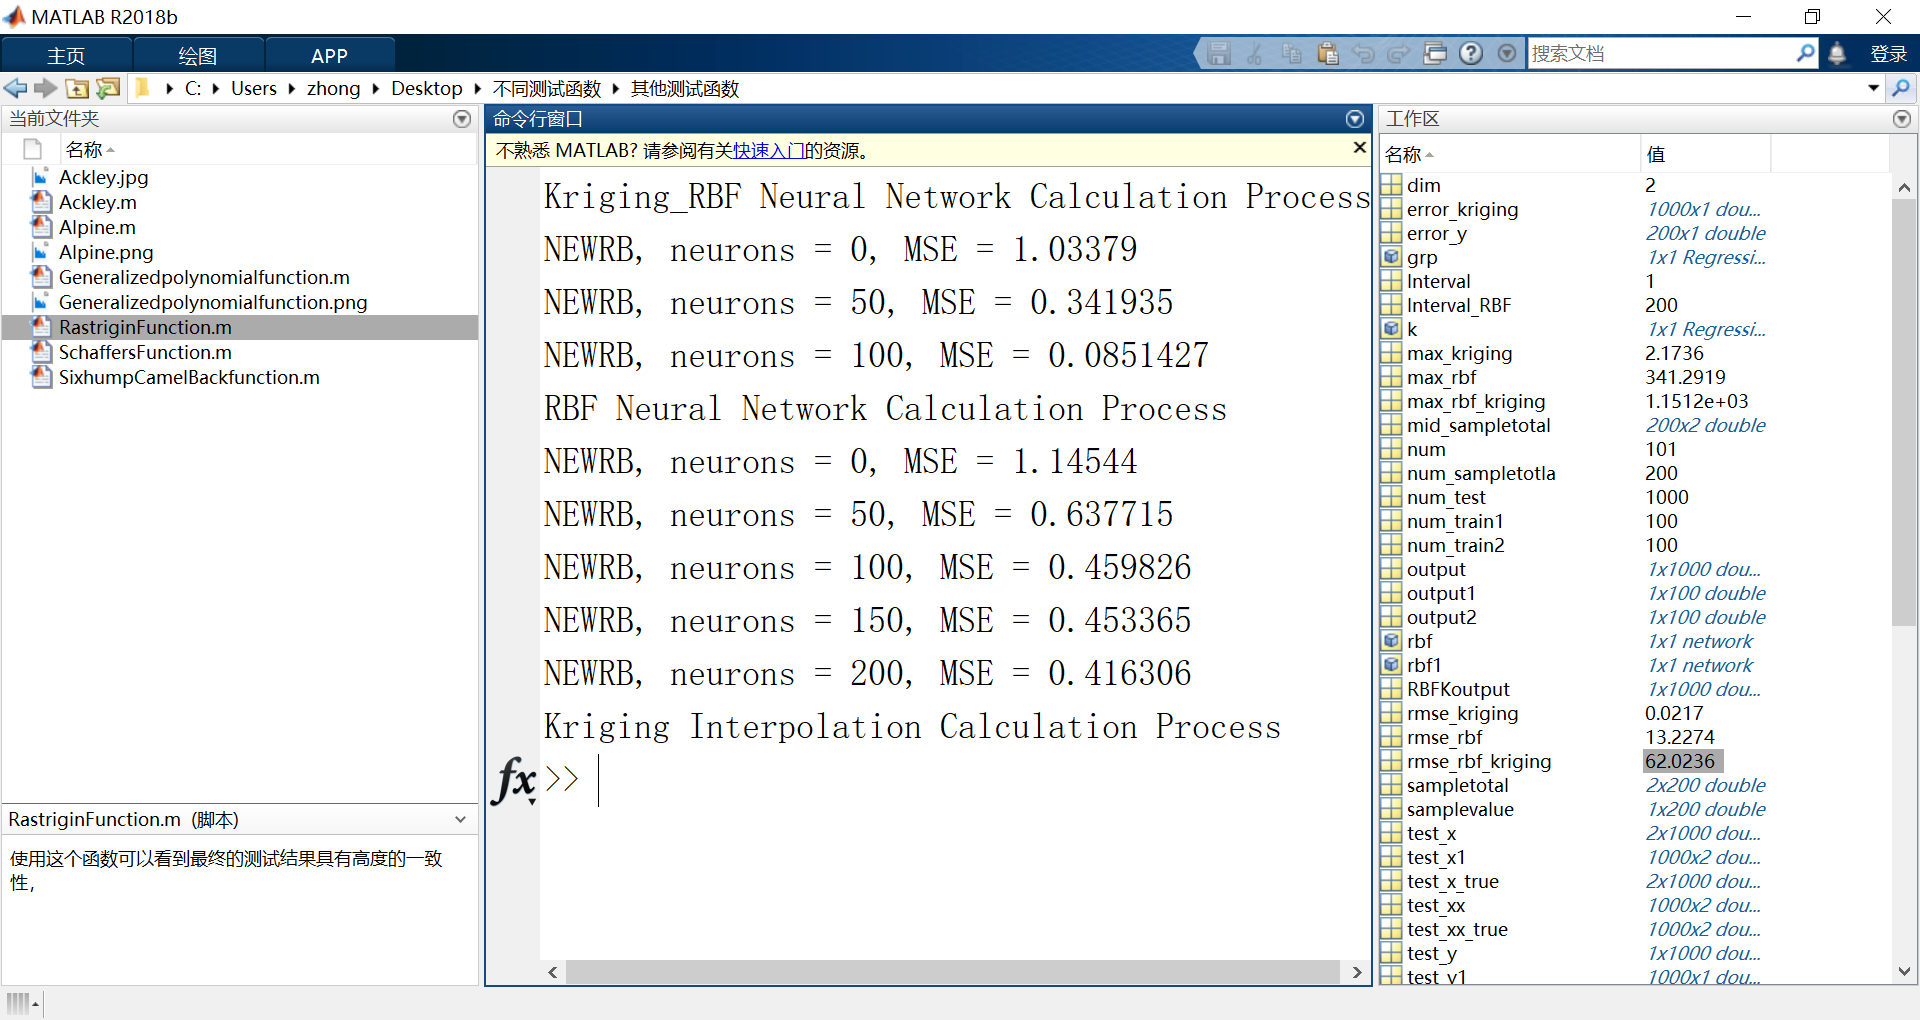 MATLAB R2018b
主页 绘图 APP 搜索文档 登录
C: Users zhong Desktop 不同测试函数 其他测试函数
当前文件夹
名称
Ackley.jpg
Ackley.m
Alpine.m
Alpine.png
Generalizedpolynomialfunction.m
Generalizedpolynomialfunction.png
RastriginFunction.m
SchaffersFunction.m
SixhumpCamelBackfunction.m
RastriginFunction.m (脚本)
使用这个函数可以看到最终的测试结果具有高度的一致
性，
命令行窗口
不熟悉 MATLAB? 请参阅有关快速入门的资源。
Kriging_RBF Neural Network Calculation Process
NEWRB, neurons = 0, MSE = 1.03379
NEWRB, neurons = 50, MSE = 0.341935
NEWRB, neurons = 100, MSE = 0.0851427
RBF Neural Network Calculation Process
NEWRB, neurons = 0, MSE = 1.14544
NEWRB, neurons = 50, MSE = 0.637715
NEWRB, neurons = 100, MSE = 0.459826
NEWRB, neurons = 150, MSE = 0.453365
NEWRB, neurons = 200, MSE = 0.416306
Kriging Interpolation Calculation Process
fx >>
工作区
名称 值
dim 2
error_kriging 1000x1 dou...
error_y 200x1 double
grp 1x1 Regressi...
Interval 1
Interval_RBF 200
k 1x1 Regressi...
max_kriging 2.1736
max_rbf 341.2919
max_rbf_kriging 1.1512e+03
mid_sampletotal 200x2 double
num 101
num_sampletotla 200
num_test 1000
num_train1 100
num_train2 100
output 1x1000 dou...
output1 1x100 double
output2 1x100 double
rbf 1x1 network
rbf1 1x1 network
RBFKoutput 1x1000 dou...
rmse_kriging 0.0217
rmse_rbf 13.2274
rmse_rbf_kriging 62.0236
sampletotal 2x200 double
samplevalue 1x200 double
test_x 2x1000 dou...
test_x1 1000x2 dou...
test_x_true 2x1000 dou...
test_xx 1000x2 dou...
test_xx_true 1000x2 dou...
test_y 1x1000 dou...
test_y1 1000x1 dou...